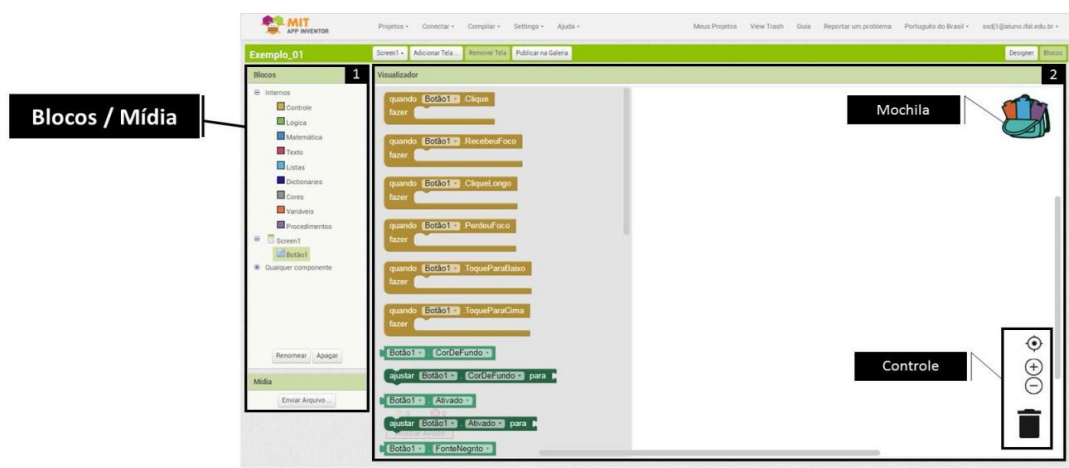 MIT
APP INVENTOR
Projetos Conectar Compilar Settings Ajuda Meus Projetos View Trash Guia Reportar um problema Português do Brasil ssdj1@aluno.ifal.edu.br
Exemplo_01 Screen1 Adicionar Tela ... Remover Tela Publicar na Galeria Designer Blocos
Blocos 1 Visualizador 2
Internos
Controle
Lógica
Matemática
Texto
Listas
Dictionaries
Cores
Variáveis
Procedimentos
Screen1
Botão1
Qualquer componente
Renomear Apagar
Mídia
Enviar Arquivo ...
Blocos / Mídia
quando Botão1 .Clique
fazer
quando Botão1 .RecebeuFoco
fazer
quando Botão1 .CliqueLongo
fazer
quando Botão1 .PerdeuFoco
fazer
quando Botão1 .ToqueParaBaixo
fazer
quando Botão1 .ToqueParaCima
fazer
Botão1 . CorDeFundo
ajustar Botão1 . CorDeFundo para
Botão1 . Ativado
ajustar Botão1 . Ativado para
Botão1 . FonteNegrito
Mochila
Controle